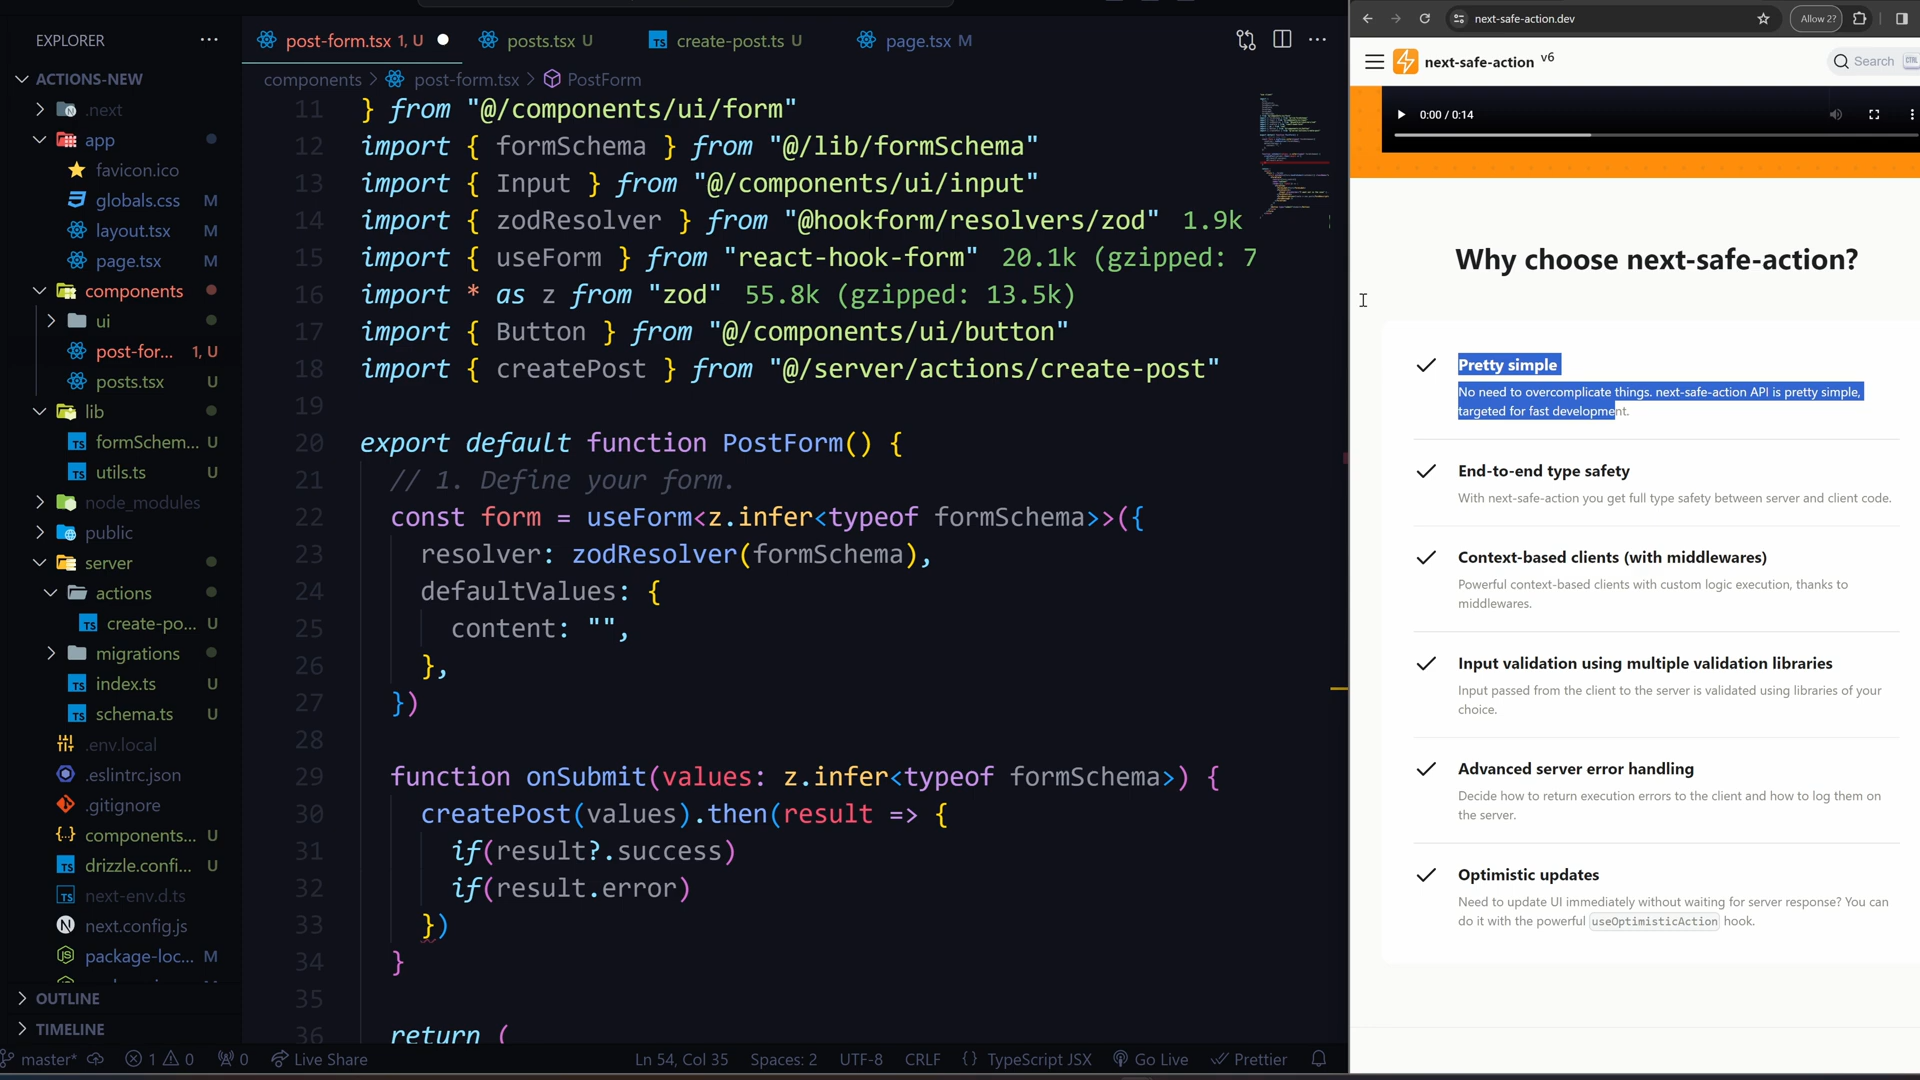 EXPLORER
ACTIONS-NEW
.next
app
favicon.ico
globals.css M
layout.tsx M
page.tsx M
components
ui
post-for... 1, U
posts.tsx U
lib
formSchem... U
utils.ts U
node_modules
public
server
actions
create-po... U
migrations
index.ts U
schema.ts U
.env.local
.eslintrc.json
.gitignore
components... U
drizzle.confi... U
next-env.d.ts
next.config.js
package-loc... M
OUTLINE
TIMELINE
post-form.tsx 1, U
posts.tsx U
create-post.ts U
page.tsx M
components > post-form.tsx > PostForm
11 } from "@/components/ui/form"
12 import { formSchema } from "@/lib/formSchema"
13 import { Input } from "@/components/ui/input"
14 import { zodResolver } from "@hookform/resolvers/zod" 1.9k
15 import { useForm } from "react-hook-form" 20.1k (gzipped: 7
16 import * as z from "zod" 55.8k (gzipped: 13.5k)
17 import { Button } from "@/components/ui/button"
18 import { createPost } from "@/server/actions/create-post"
19
20 export default function PostForm() {
21 // 1. Define your form.
22 const form = useForm<z.infer<typeof formSchema>>({
23 resolver: zodResolver(formSchema),
24 defaultValues: {
25 content: "",
26 },
27 })
28
29 function onSubmit(values: z.infer<typeof formSchema>) {
30 createPost(values).then(result => {
31 if(result?.success)
32 if(result.error)
33 })
34 }
35
36 return (
master* 1 0 0 Live Share Ln 54, Col 35 Spaces: 2 UTF-8 CRLF {} TypeScript JSX Go Live Prettier
next-safe-action.dev
Allow 2?
next-safe-action v6
Search CTRL
0:00 / 0:14
Why choose next-safe-action?
Pretty simple
No need to overcomplicate things. next-safe-action API is pretty simple,
targeted for fast development.
End-to-end type safety
With next-safe-action you get full type safety between server and client code.
Context-based clients (with middlewares)
Powerful context-based clients with custom logic execution, thanks to
middlewares.
Input validation using multiple validation libraries
Input passed from the client to the server is validated using libraries of your
choice.
Advanced server error handling
Decide how to return execution errors to the client and how to log them on
the server.
Optimistic updates
Need to update UI immediately without waiting for server response? You can
do it with the powerful useOptimisticAction hook.